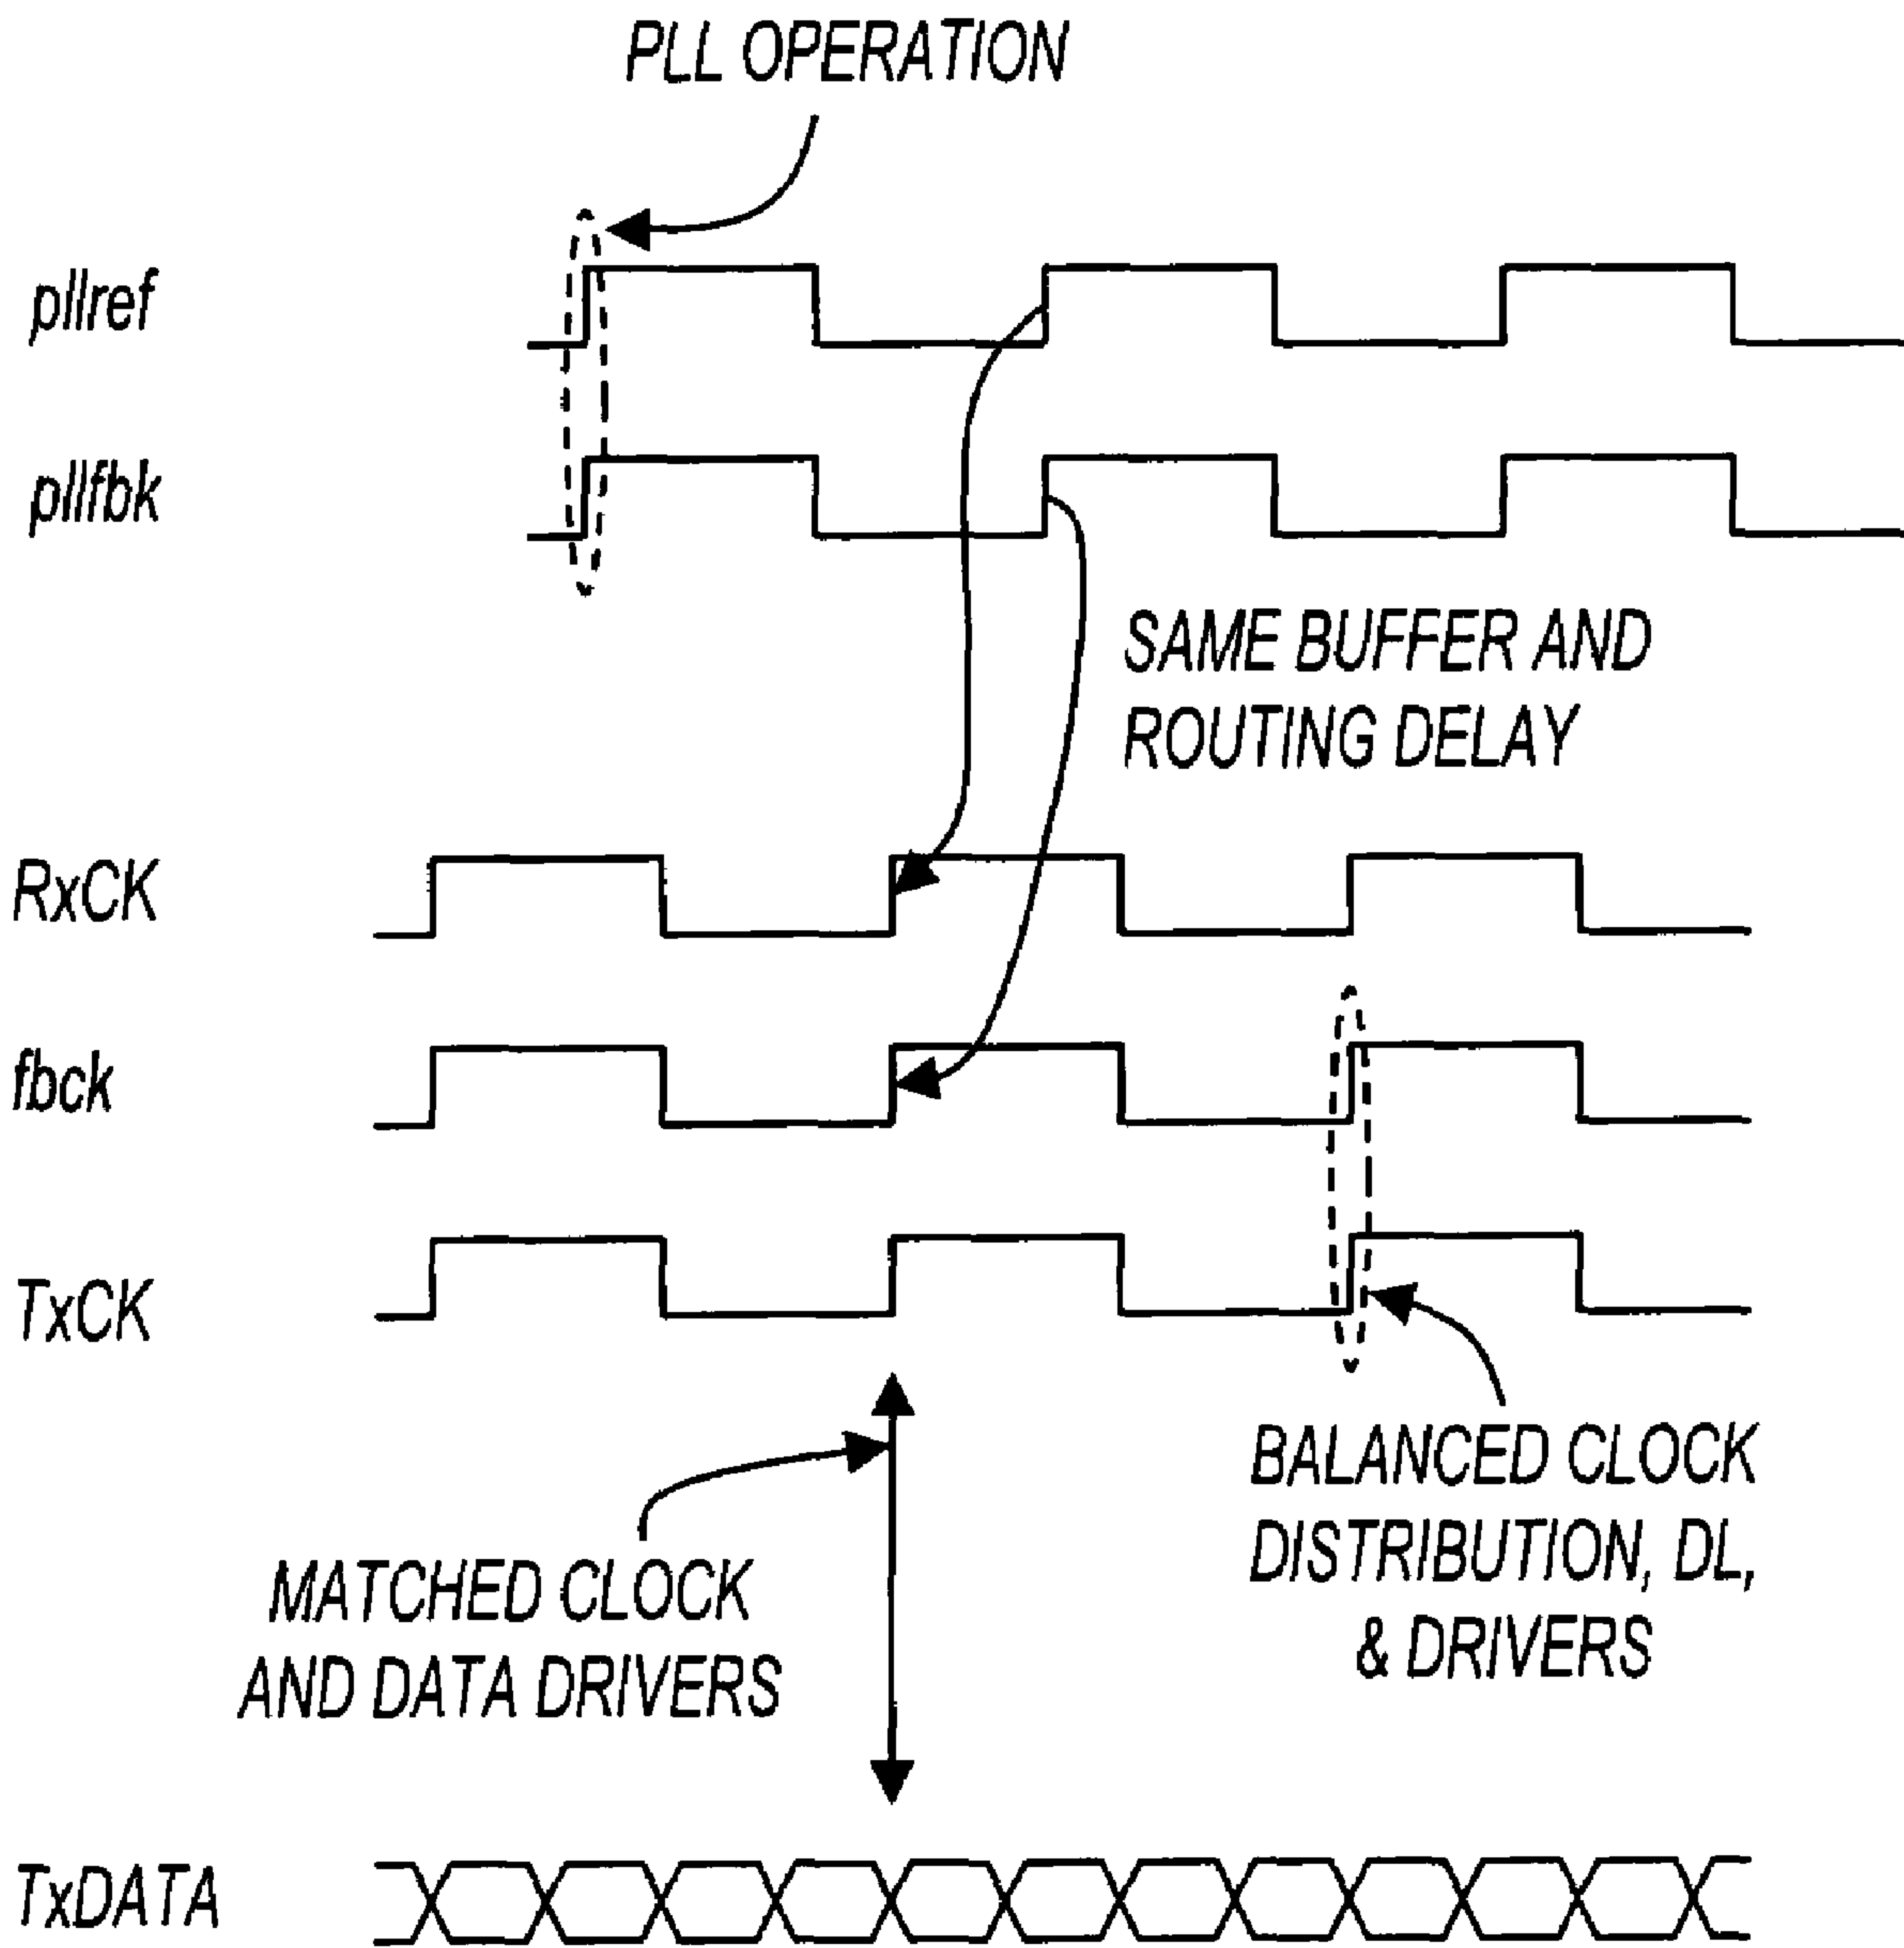 PLL OPERATION
pllref
pllfbk
SAME BUFFER AND
ROUTING DELAY
RxCK
fbck
TxCK
BALANCED CLOCK
DISTRIBUTION, DL,
& DRIVERS
MATCHED CLOCK
AND DATA DRIVERS
TxDATA